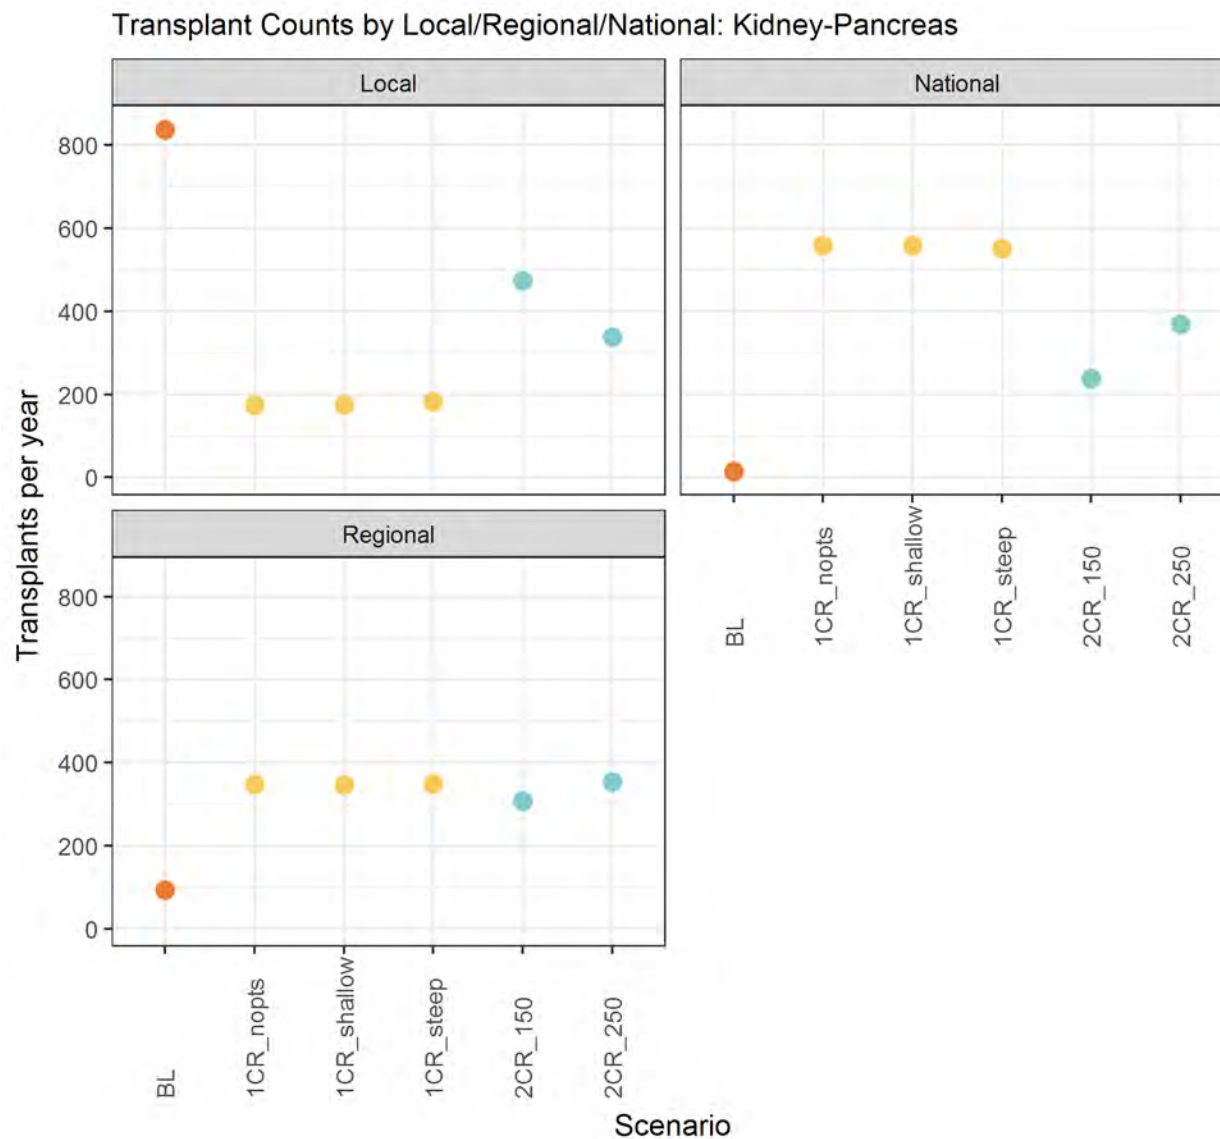 Transplant Counts by Local/Regional/National: Kidney-Pancreas
Local
National
800
600
400
200
0
Transplants per year
BL
1CR_nopts
1CR_shallow
1CR_steep
2CR_150
2CR_250
Regional
800
600
400
200
0
BL
1CR_nopts
1CR_shallow
1CR_steep
2CR_150
2CR_250
Scenario